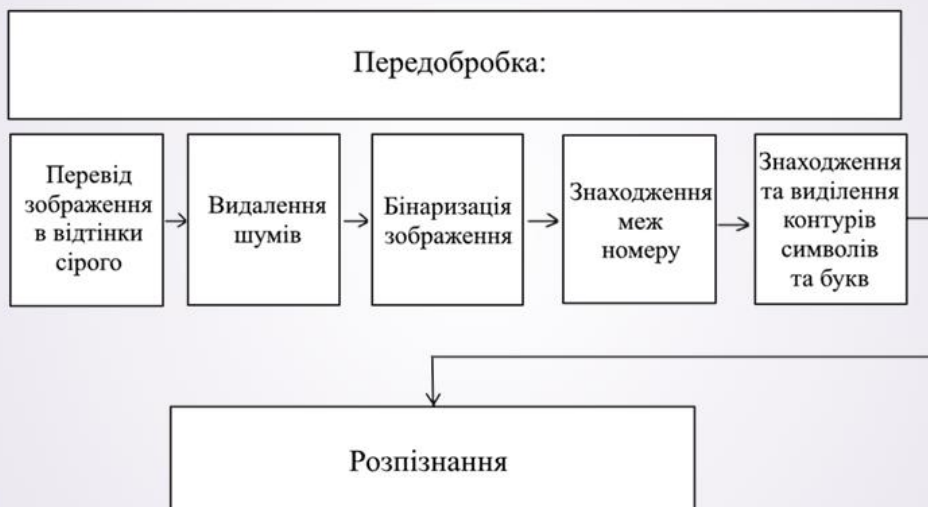 Передобробка:
Перевід
зображення
в відтінки
сірого
Видалення
шумів
Бінаризація
зображення
Знаходження
меж
номеру
Знаходження
та виділення
контурів
символів
та букв
Розпізнання